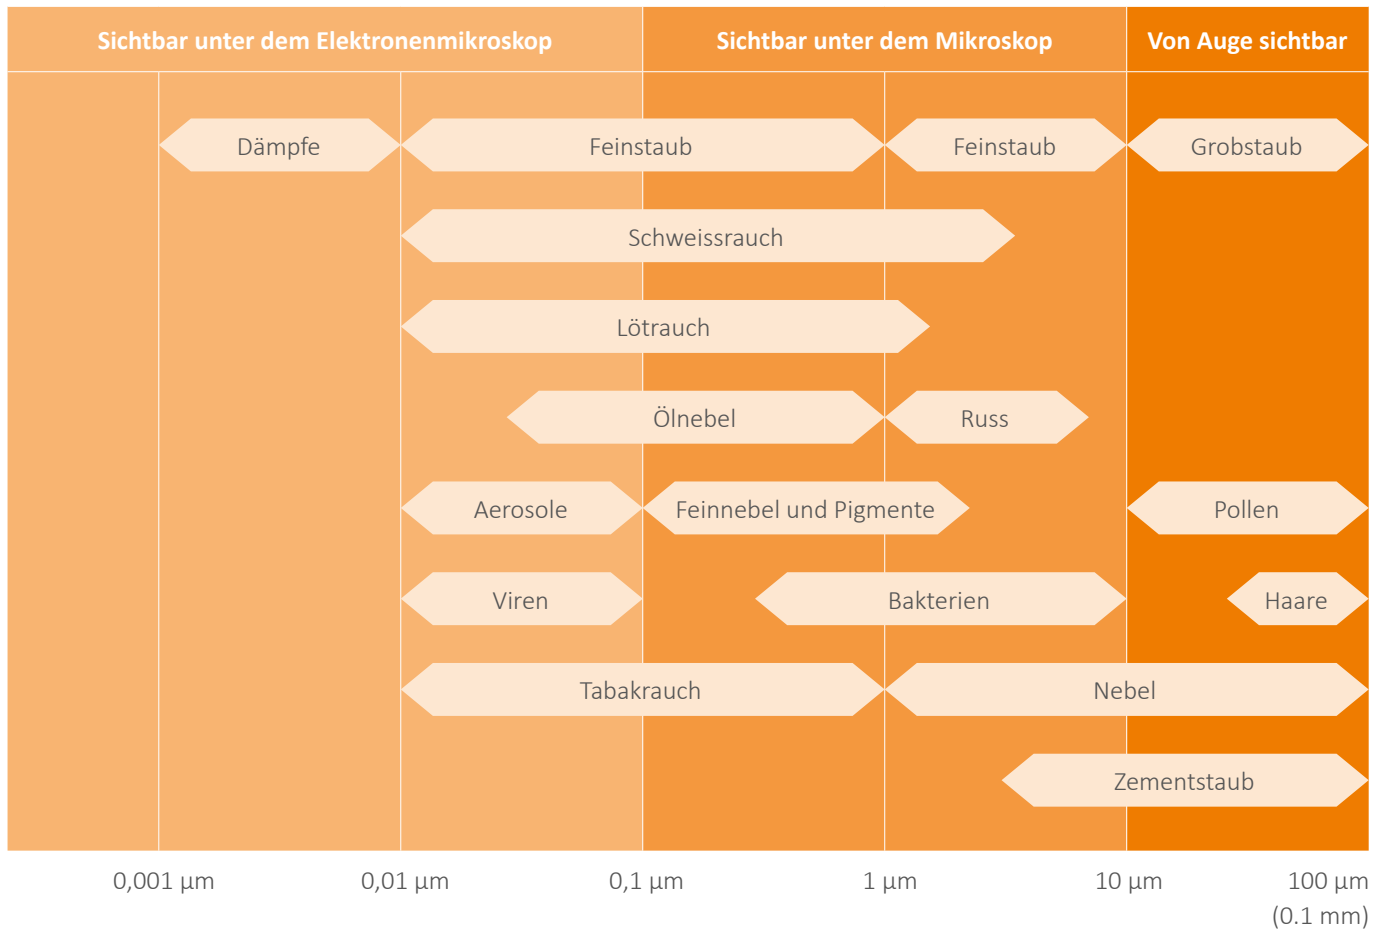 Sichtbar unter dem Elektronenmikroskop
Sichtbar unter dem Mikroskop
Von Auge sichtbar
Dämpfe
Feinstaub
Feinstaub
Grobstaub
Schweissrauch
Lötrauch
Ölnebel
Russ
Aerosole
Feinnebel und Pigmente
Pollen
Viren
Bakterien
Haare
Tabakrauch
Nebel
Zementstaub
0,001 µm
0,01 µm
0,1 µm
1 µm
10 µm
100 µm
(0.1 mm)